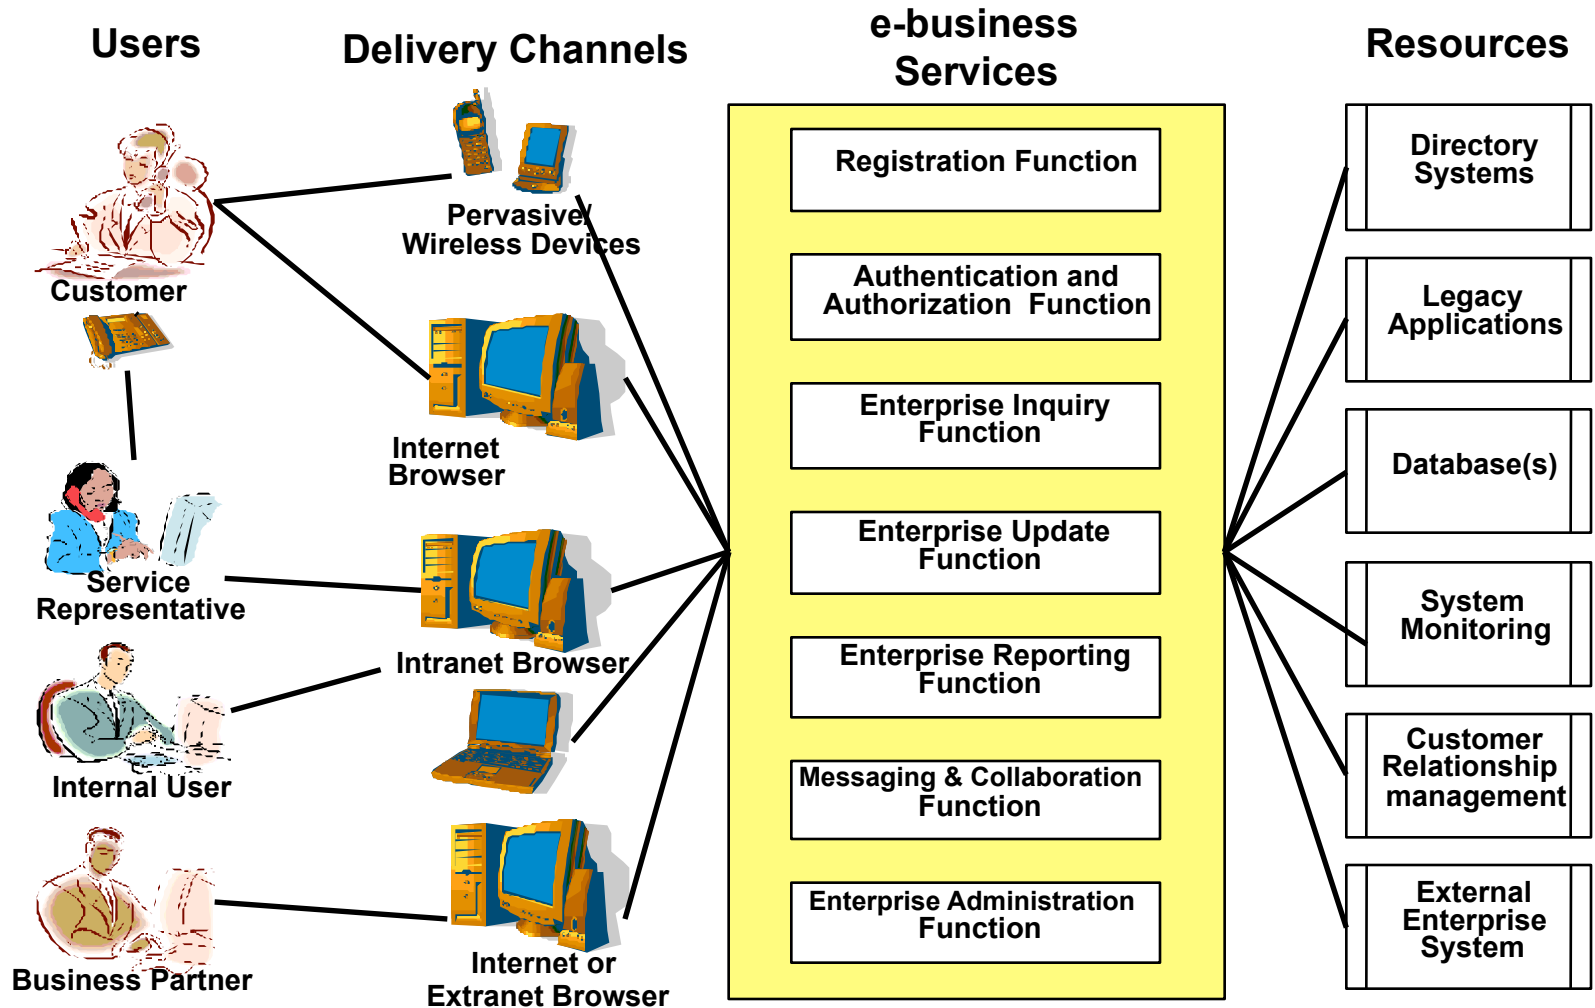 Users
Delivery Channels
e-business
Services
Resources
Customer
Service
Representative
Internal User
Business Partner
Pervasive/
Wireless Devices
Internet
Browser
Intranet Browser
Internet or
Extranet Browser
Registration Function
Authentication and
Authorization Function
Enterprise Inquiry
Function
Enterprise Update
Function
Enterprise Reporting
Function
Messaging & Collaboration
Function
Enterprise Administration
Function
Directory
Systems
Legacy
Applications
Database(s)
System
Monitoring
Customer
Relationship
management
External
Enterprise
System